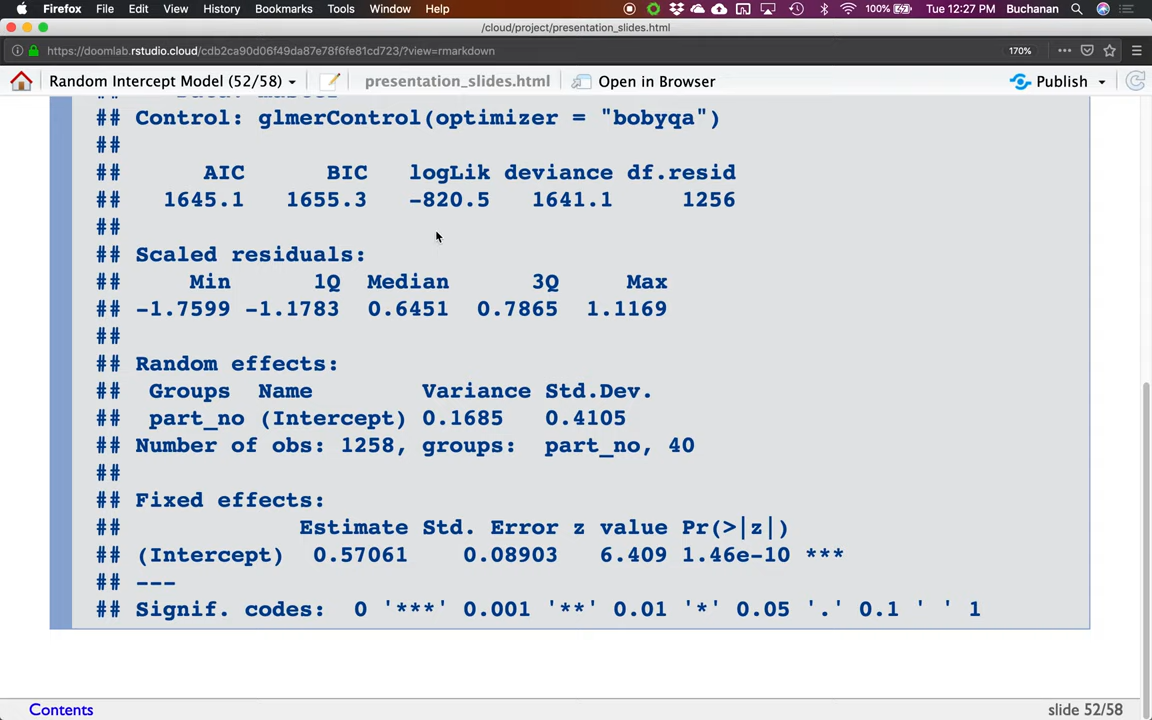 Firefox File Edit View History Bookmarks Tools Window Help 100% Tue 12:27 PM Buchanan
/cloud/project/presentation_slides.html
https://doomlab.rstudio.cloud/cdb2ca90d06f49da87e78f6fe81cd723/?view=rmarkdown 170%
Random Intercept Model (52/58) presentation_slides.html Open in Browser Publish
## Control: glmerControl(optimizer = "bobyqa")
##
## AIC BIC logLik deviance df.resid
## 1645.1 1655.3 -820.5 1641.1 1256
##
## Scaled residuals:
## Min 1Q Median 3Q Max
## -1.7599 -1.1783 0.6451 0.7865 1.1169
##
## Random effects:
## Groups Name Variance Std.Dev.
## part_no (Intercept) 0.1685 0.4105
## Number of obs: 1258, groups: part_no, 40
##
## Fixed effects:
## Estimate Std. Error z value Pr(>|z|)
## (Intercept) 0.57061 0.08903 6.409 1.46e-10 ***
## ---
## Signif. codes: 0 '***' 0.001 '**' 0.01 '*' 0.05 '.' 0.1 ' ' 1
Contents slide 52/58